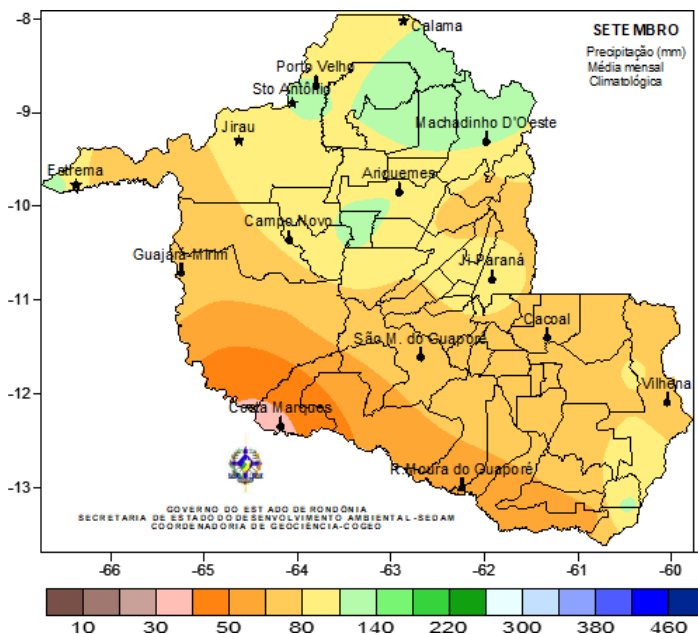 SETEMBRO
Precipitação (mm)
Média mensal
Climatológica
-8
-9
-10
-11
-12
-13
Calama
Porto Velho
Sto Antônio
Machadinho D'Oeste
Jirau
Estrema
Ariquemes
Campo Novo
Guajará-Mirim
Ji Paraná
Cacoal
São M. do Guaporé
Vilhena
Costa Marques
R.Moura do Guaporé
GOVERNO DO ESTADO DE RONDÔNIA
SECRETARIA DE ESTADO DO DESENVOLVIMENTO AMBIENTAL -SEDAM
COORDENADORIA DE GEOCIÊNCIA-COGEO
-66 -65 -64 -63 -62 -61 -60
10 30 50 80 140 220 300 380 460